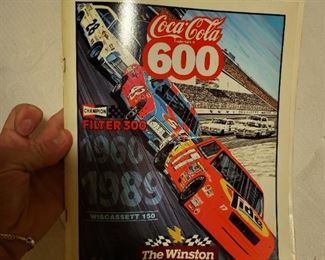 Coca-Cola
600
CHAMPION
FILTER 300
1960
1989
WISCASSETT 150
The Winston